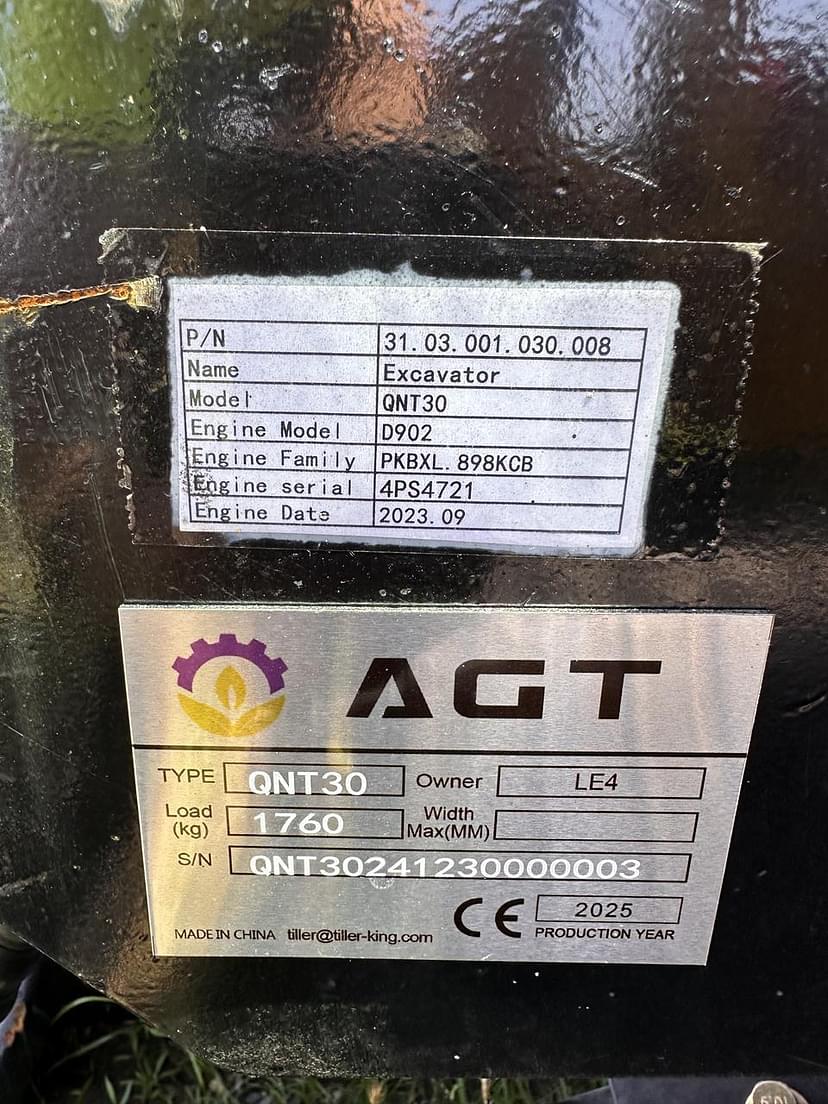 P/N 31.03.001.030.008
Name Excavator
Model QNT30
Engine Model D902
Engine Family PKBXL.898KCB
Engine serial 4PS4721
Engine Date 2023.09
AGT
TYPE QNT30 Owner LE4
Load (kg) 1760 Width Max(MM)
S/N QNT30241230000003
CE 2025
MADE IN CHINA tiller@tiller-king.com PRODUCTION YEAR